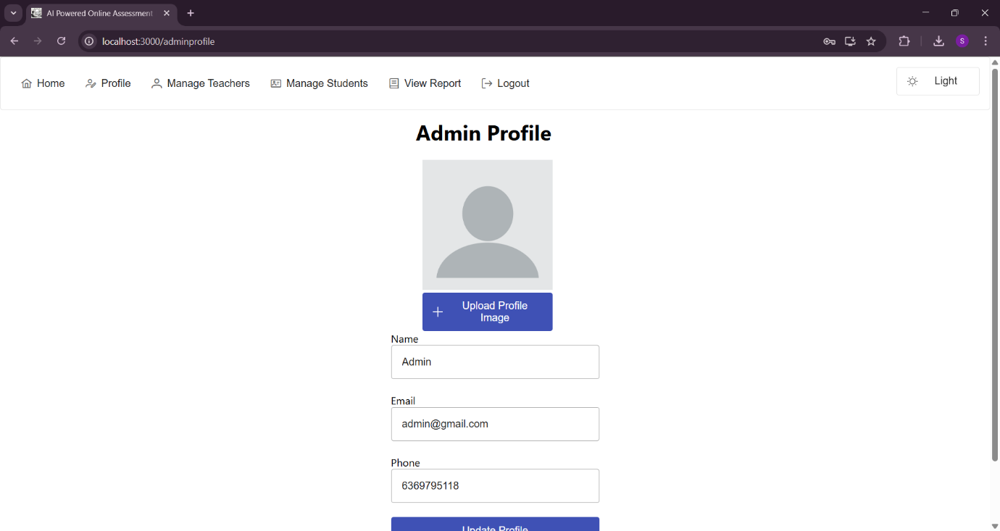 AI Powered Online Assessment
localhost:3000/adminprofile
S
Home
Profile
Manage Teachers
Manage Students
View Report
Logout
Light
Admin Profile
Upload Profile
Image
Name
Admin
Email
admin@gmail.com
Phone
6369795118
Update Profile